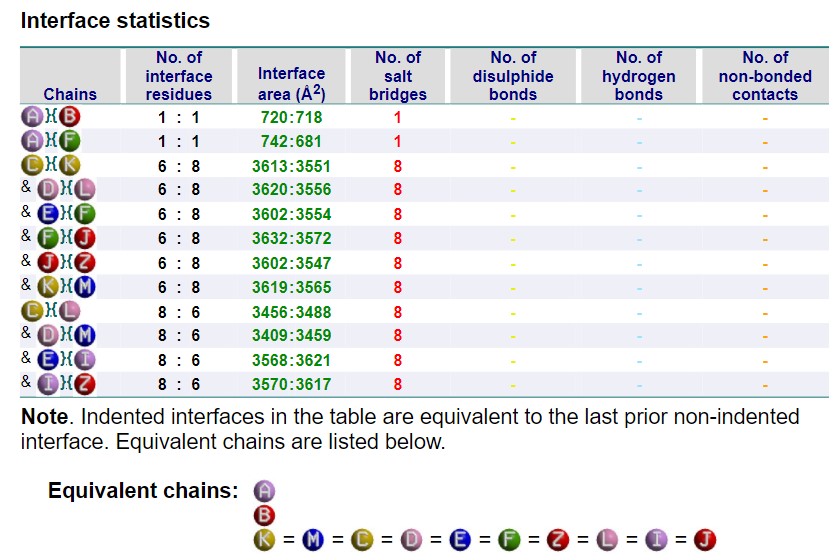 Interface statistics
Chains No. of interface residues Interface area (Å²) No. of salt bridges No. of disulphide bonds No. of hydrogen bonds No. of non-bonded contacts
A }{ B 1 : 1 720:718 1 - - -
A }{ F 1 : 1 742:681 1 - - -
C }{ K 6 : 8 3613:3551 8 - - -
& D }{ L 6 : 8 3620:3556 8 - - -
& E }{ F 6 : 8 3602:3554 8 - - -
& F }{ J 6 : 8 3632:3572 8 - - -
& J }{ Z 6 : 8 3602:3547 8 - - -
& K }{ M 6 : 8 3619:3565 8 - - -
C }{ L 8 : 6 3456:3488 8 - - -
& D }{ M 8 : 6 3409:3459 8 - - -
& E }{ I 8 : 6 3568:3621 8 - - -
& I }{ Z 8 : 6 3570:3617 8 - - -
Note. Indented interfaces in the table are equivalent to the last prior non-indented
interface. Equivalent chains are listed below.
Equivalent chains: A
B
K = M = C = D = E = F = Z = L = I = J